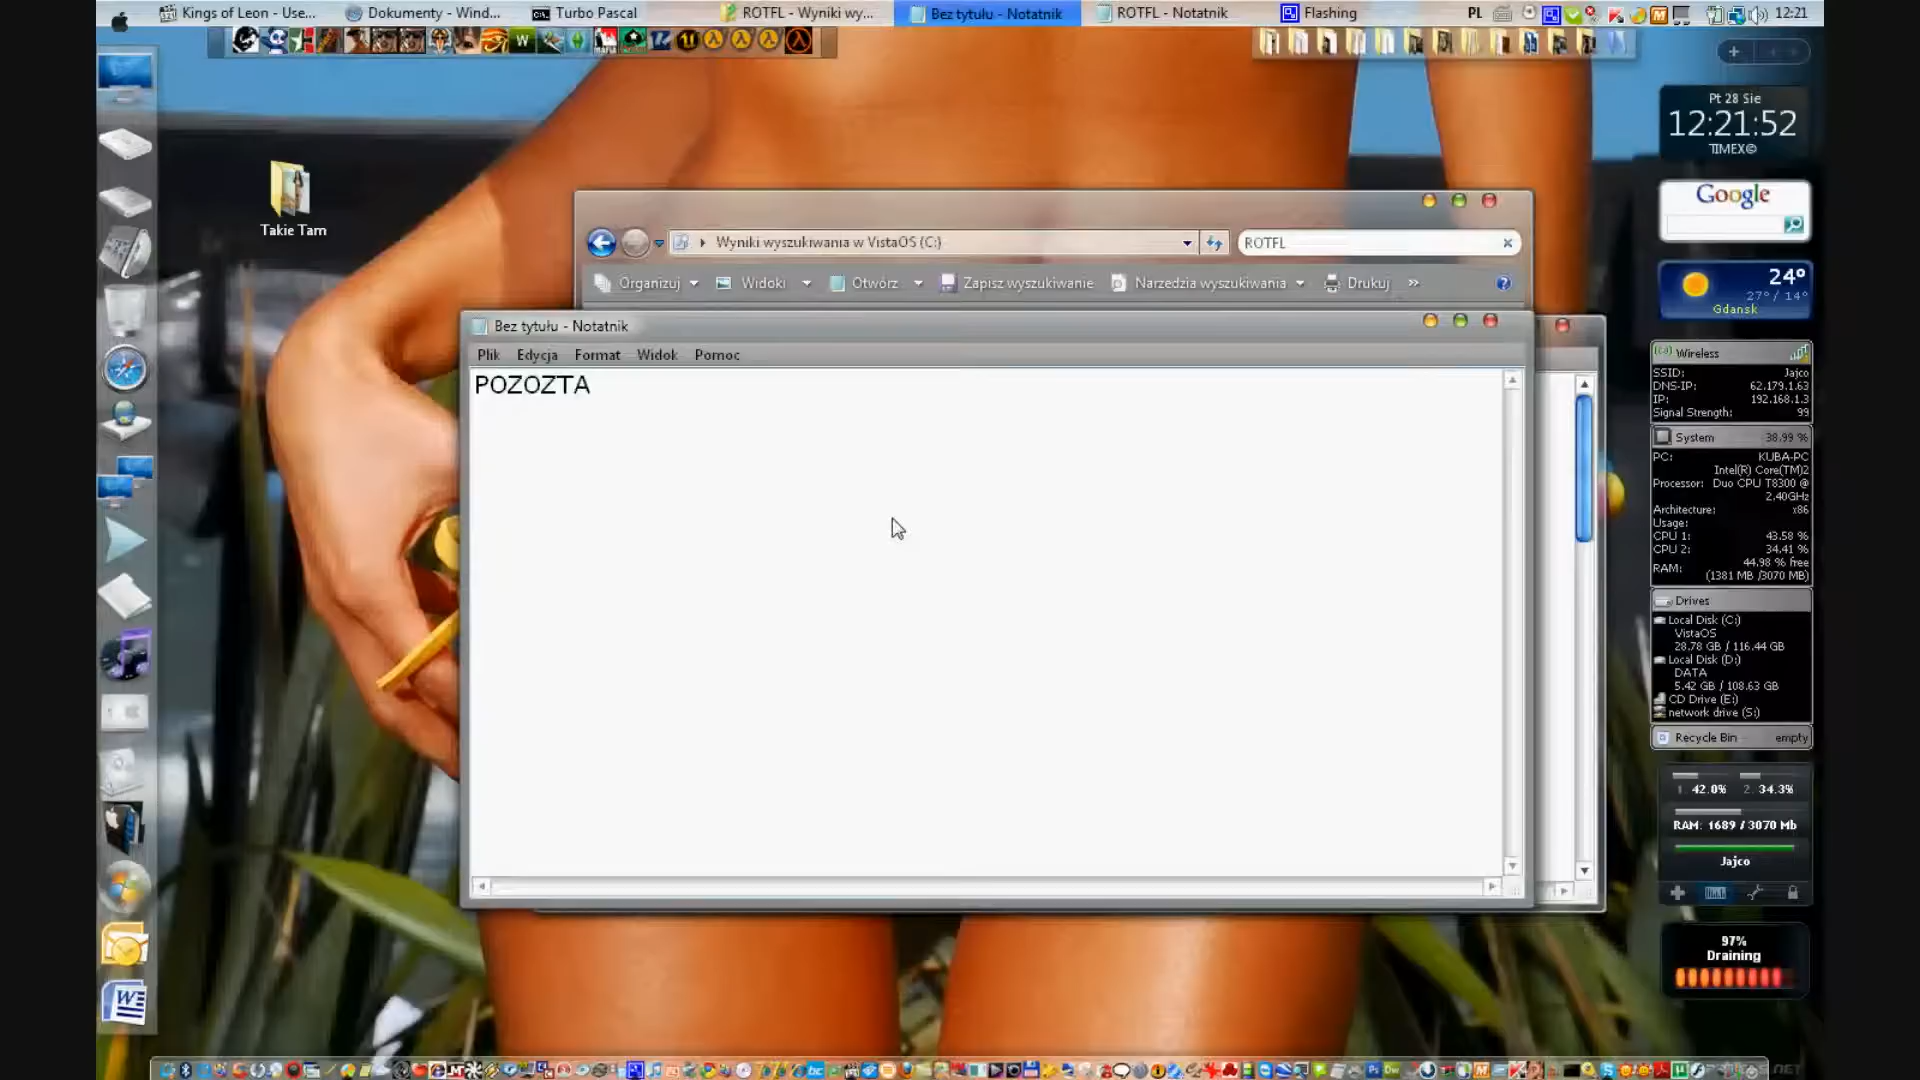 Kings of Leon - Use...
Dokumenty - Wind...
Turbo Pascal
ROTFL - Wyniki wy...
Bez tytułu - Notatnik
ROTFL - Notatnik
Flashing
PL
12:21
Takie Tam
Wyniki wyszukiwania w VistaOS (C:)
ROTFL
Organizuj
Widoki
Otwórz
Zapisz wyszukiwanie
Narzedzia wyszukiwania
Drukuj
Bez tytułu - Notatnik
Plik Edycja Format Widok Pomoc
POZOZTA
Pt 28 Sie
12:21:52
TIMEX©
Google
24°
27° / 14°
Gdansk
Wireless
SSID: Jajco
DNS-IP: 62.179.1.63
IP: 192.168.1.3
Signal Strength: 99
System 38.99 %
PC: KUBA-PC
Intel(R) Core(TM)2
Processor: Duo CPU T8300 @
2.40GHz
Architecture: x86
Usage:
CPU 1: 43.58 %
CPU 2: 34.41 %
RAM: 44.98 % free
(1381 MB /3070 MB)
Drives
Local Disk (C:)
VistaOS
28.78 GB / 116.44 GB
Local Disk (D:)
DATA
5.42 GB / 108.63 GB
CD Drive (E:)
network drive (S:)
Recycle Bin empty
1. 42.0% 2. 34.3%
RAM: 1689 / 3070 Mb
Jajco
97%
Draining